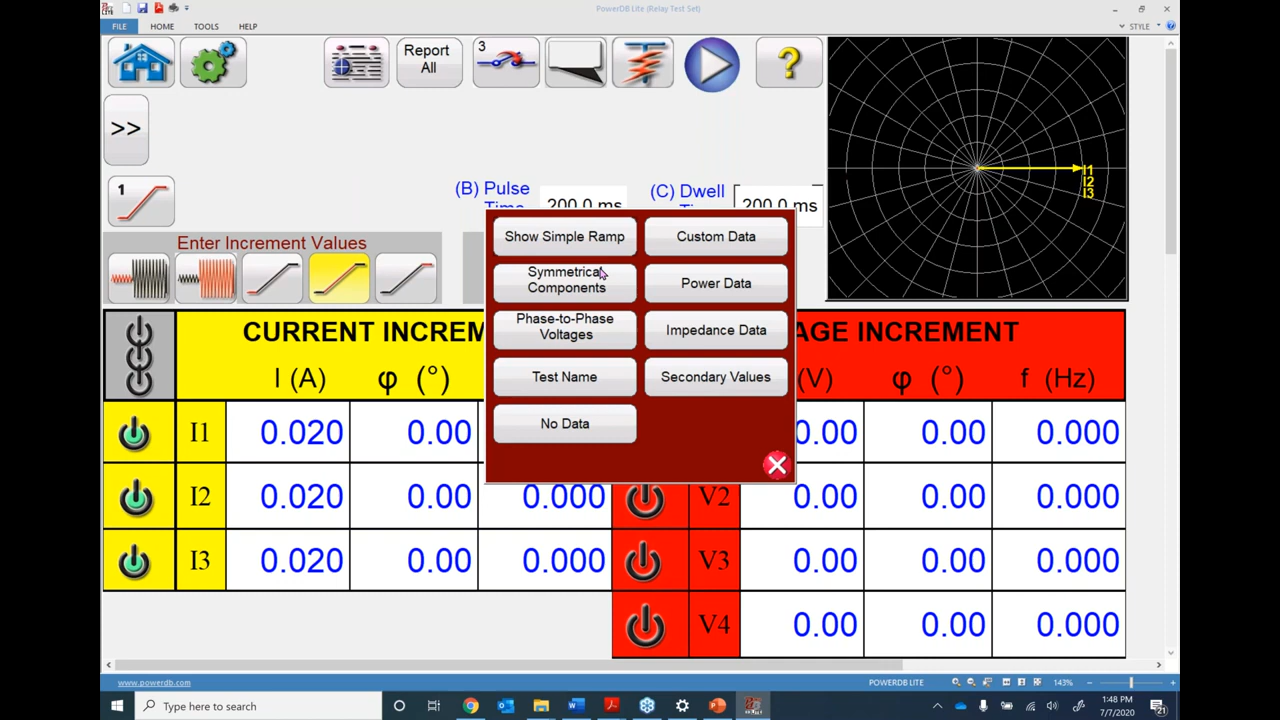 PowerDB Lite (Relay Test Set)
FILE
HOME
TOOLS
HELP
STYLE
Report
All
3
?
>>
1
(B) Pulse
200.0 ms
(C) Dwell
200.0 ms
I1
I2
I3
Enter Increment Values
Show Simple Ramp
Custom Data
Symmetrical
Components
Power Data
Phase-to-Phase
Voltages
Impedance Data
Test Name
Secondary Values
No Data
CURRENT INCREM
AGE INCREMENT
I (A)
φ (°)
(V)
φ (°)
f (Hz)
I1 0.020 0.00
0.00 0.00 0.000
I2 0.020 0.00 0.000
V2 0.00 0.00 0.000
I3 0.020 0.00 0.000
V3 0.00 0.00 0.000
V4 0.00 0.00 0.000
www.powerdb.com
POWERDB LITE
143%
Type here to search
1:48 PM
7/7/2020
21